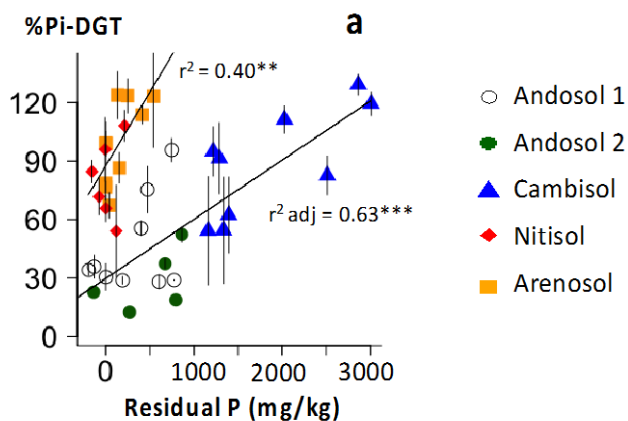 %Pi-DGT
a
r² = 0.40**
120
90
60
30
0
r² adj = 0.63***
0
1000
2000
3000
Residual P (mg/kg)
Andosol 1
Andosol 2
Cambisol
Nitisol
Arenosol